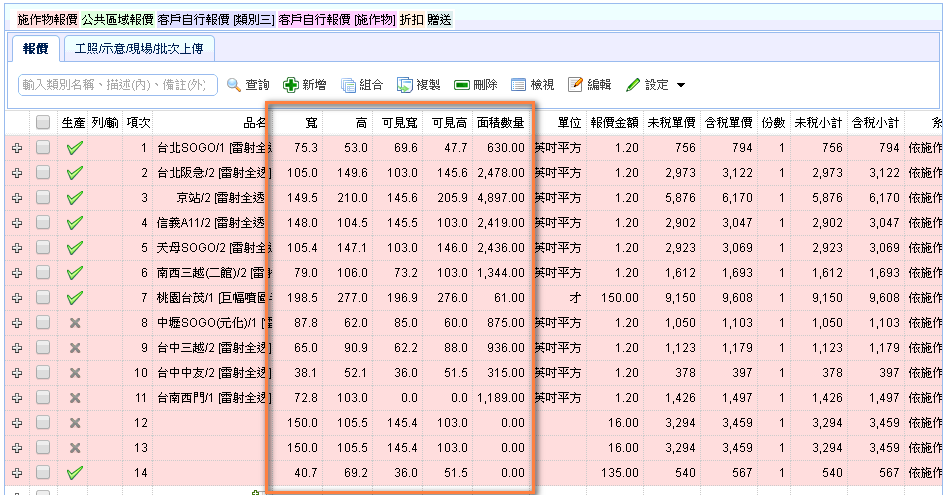 施作物報價 公共區域報價 客戶自行報價 [類別三] 客戶自行報價 [施作物] 折扣 贈送
報價 工照/示意/現場/批次上傳
輸入類別名稱、描述(內)、備註(外) 查詢 新增 組合 複製 刪除 檢視 編輯 設定
生產 列/輸 項次 品名 寬 高 可見寬 可見高 面積數量 單位 報價金額 未稅單價 含稅單價 份數 未稅小計 含稅小計
1 台北SOGO/1 [雷射全透 75.3 53.0 69.6 47.7 630.00 英吋平方 1.20 756 794 1 756 794 依施作
2 台北阪急/2 [雷射全透 105.0 149.6 103.0 145.6 2,478.00 英吋平方 1.20 2,973 3,122 1 2,973 3,122 依施作
3 京站/2 [雷射全透 149.5 210.0 145.6 205.9 4,897.00 英吋平方 1.20 5,876 6,170 1 5,876 6,170 依施作
4 信義A11/2 [雷射全透 148.0 104.5 145.5 103.0 2,419.00 英吋平方 1.20 2,902 3,047 1 2,902 3,047 依施作
5 天母SOGO/2 [雷射全透 105.4 147.1 103.0 146.0 2,436.00 英吋平方 1.20 2,923 3,069 1 2,923 3,069 依施作
6 南西三越(二館)/2 [雷 79.0 106.0 73.2 103.0 1,344.00 英吋平方 1.20 1,612 1,693 1 1,612 1,693 依施作
7 桃園台茂/1 [巨幅噴圖 198.5 277.0 196.9 276.0 61.00 才 150.00 9,150 9,608 1 9,150 9,608 依施作
8 中壢SOGO(元化)/1 [ 87.8 62.0 85.0 60.0 875.00 英吋平方 1.20 1,050 1,103 1 1,050 1,103 依施作
9 台中三越/2 [雷射全透 65.0 90.9 62.2 88.0 936.00 英吋平方 1.20 1,123 1,179 1 1,123 1,179 依施作
10 台中中友/2 [雷射全透 38.1 52.1 36.0 51.5 315.00 英吋平方 1.20 378 397 1 378 397 依施作
11 台南西門/1 [雷射全透 72.8 103.0 0.0 0.0 1,189.00 英吋平方 1.20 1,426 1,497 1 1,426 1,497 依施作
12 150.0 105.5 145.4 103.0 0.00 16.00 3,294 3,459 1 3,294 3,459 依施作
13 150.0 105.5 145.4 103.0 0.00 16.00 3,294 3,459 1 3,294 3,459 依施作
14 40.7 69.2 36.0 51.5 0.00 135.00 540 567 1 540 567 依施作